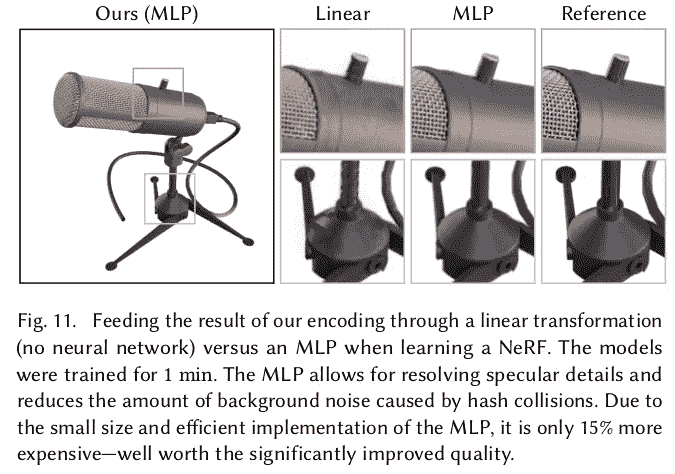 Ours (MLP) Linear MLP Reference
Fig. 11. Feeding the result of our encoding through a linear transformation
(no neural network) versus an MLP when learning a NeRF. The models
were trained for 1 min. The MLP allows for resolving specular details and
reduces the amount of background noise caused by hash collisions. Due to
the small size and efficient implementation of the MLP, it is only 15% more
expensive—well worth the significantly improved quality.